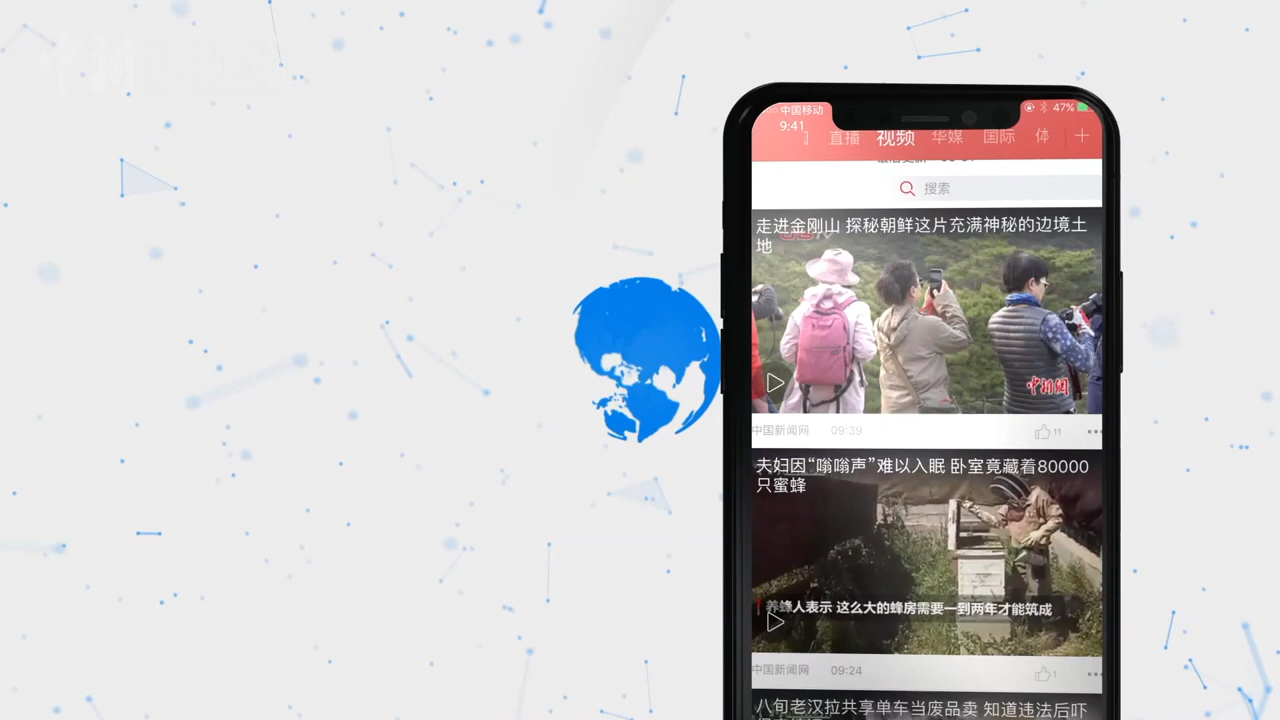 中新
中国移动
47%
9:41
直播 视频 华媒 国际 体
搜索
走进金刚山 探秘朝鲜这片充满神秘的边境土
地
中新网
中国新闻网 09:39 11
夫妇因“嗡嗡声”难以入眠 卧室竟藏着80000
只蜜蜂
养蜂人表示 这么大的蜂房需要一到两年才能筑成
中国新闻网 09:24 1
八旬老汉拉共享单车当废品卖 知道违法后吓